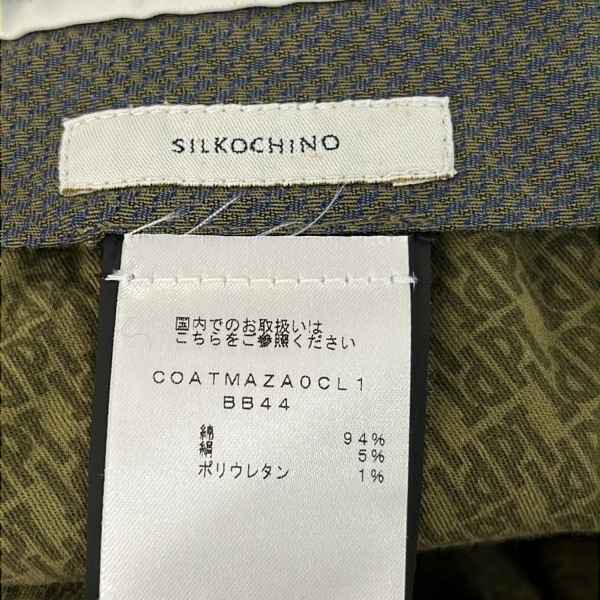 SILKOCHINO
国内でのお取扱いは
こちらをご参照ください
COATMAZA0CL1
BB44
綿 94%
絹 5%
ポリウレタン 1%